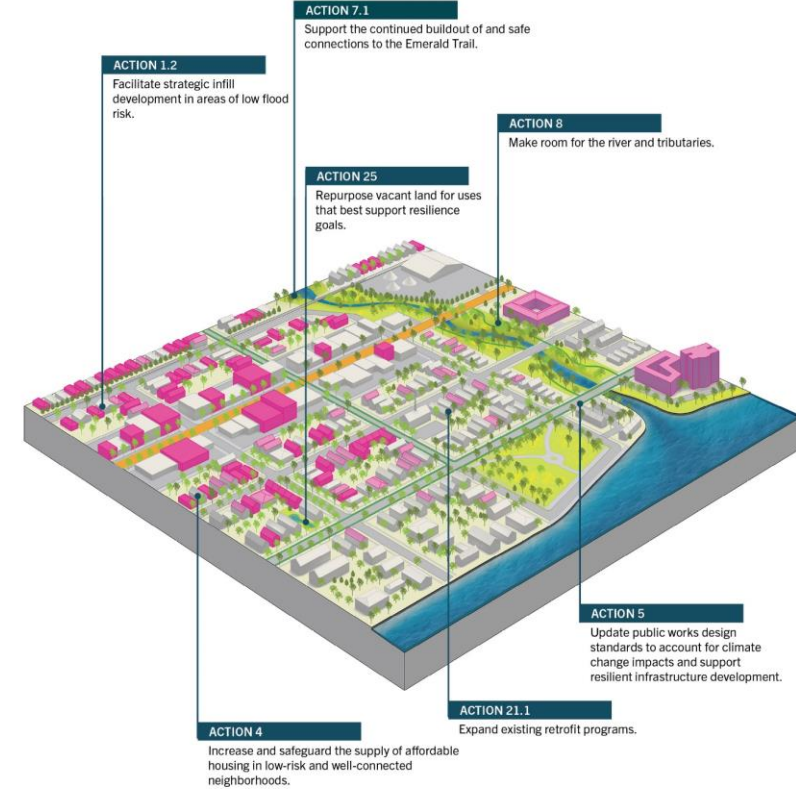 ACTION 7.1
Support the continued buildout of and safe
connections to the Emerald Trail.
ACTION 1.2
Facilitate strategic infill
development in areas of low flood
risk.
ACTION 8
Make room for the river and tributaries.
ACTION 25
Repurpose vacant land for uses
that best support resilience
goals.
ACTION 5
Update public works design
standards to account for climate
change impacts and support
resilient infrastructure development.
ACTION 21.1
Expand existing retrofit programs.
ACTION 4
Increase and safeguard the supply of affordable
housing in low-risk and well-connected
neighborhoods.